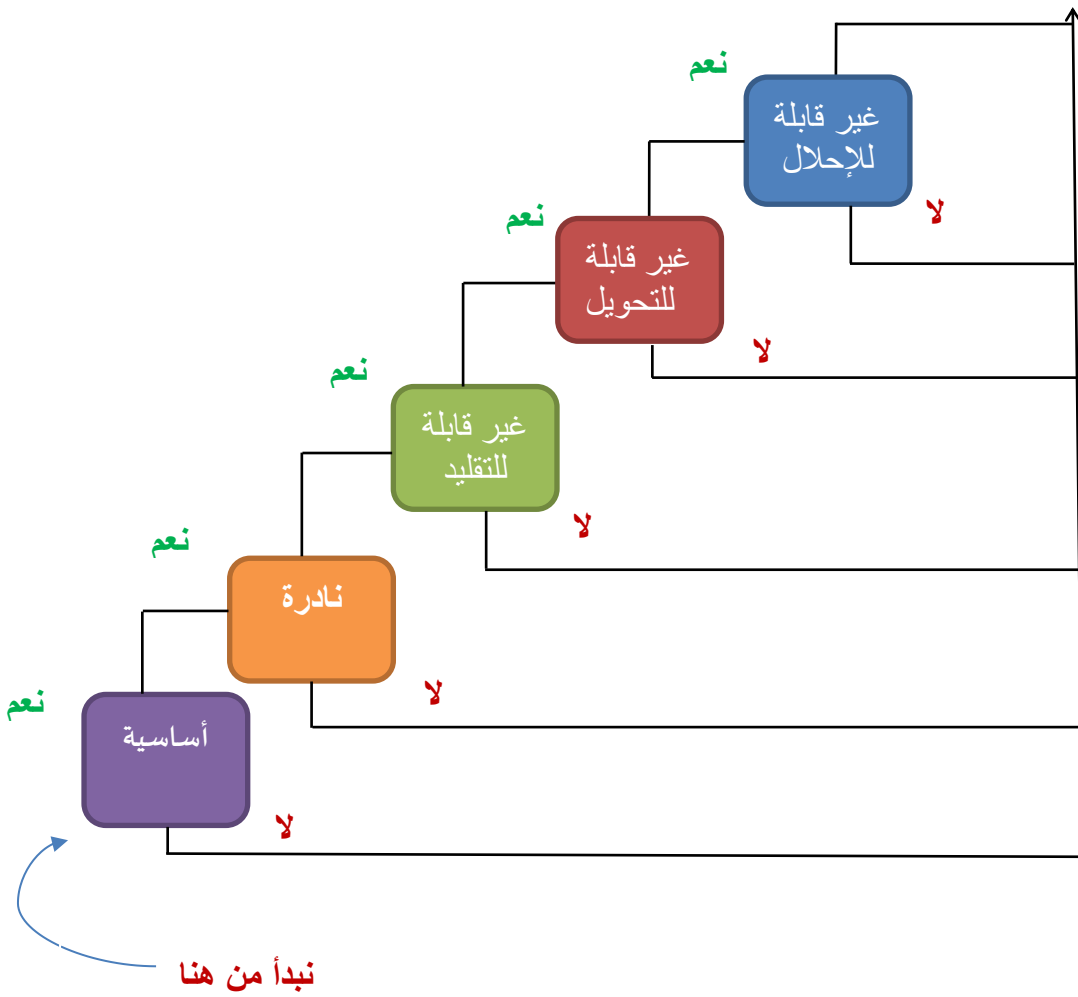 نعم
غير قابلة
للإحلال
لا
نعم
غير قابلة
للتحويل
لا
نعم
غير قابلة
للتقليد
لا
نعم
نادرة
لا
نعم
أساسية
لا
نبدأ من هنا